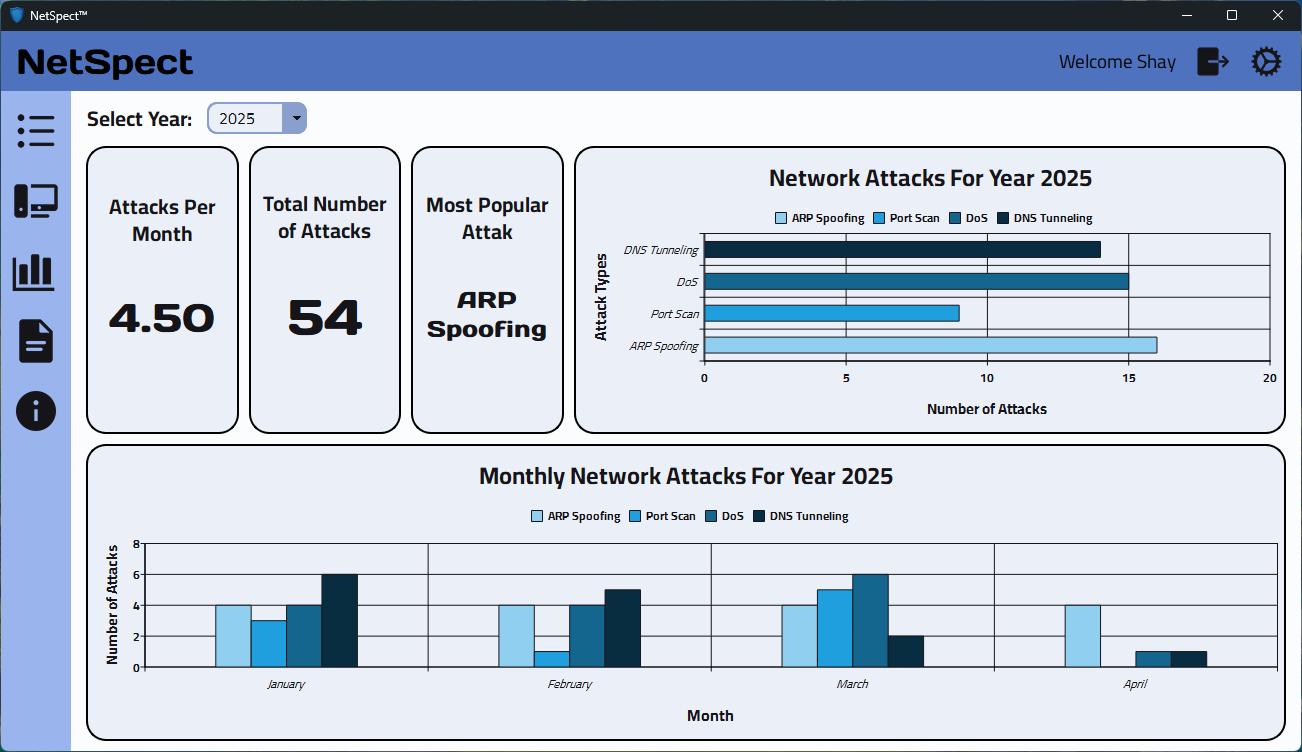 NetSpect™
NetSpect
Welcome Shay
Select Year:
2025
Attacks Per
Month
4.50
Total Number
of Attacks
54
Most Popular
Attak
ARP
Spoofing
Network Attacks For Year 2025
ARP Spoofing Port Scan DoS DNS Tunneling
Attack Types
DNS Tunneling
DoS
Port Scan
ARP Spoofing
0 5 10 15 20
Number of Attacks
Monthly Network Attacks For Year 2025
ARP Spoofing Port Scan DoS DNS Tunneling
Number of Attacks
8
6
4
2
0
January February March April
Month